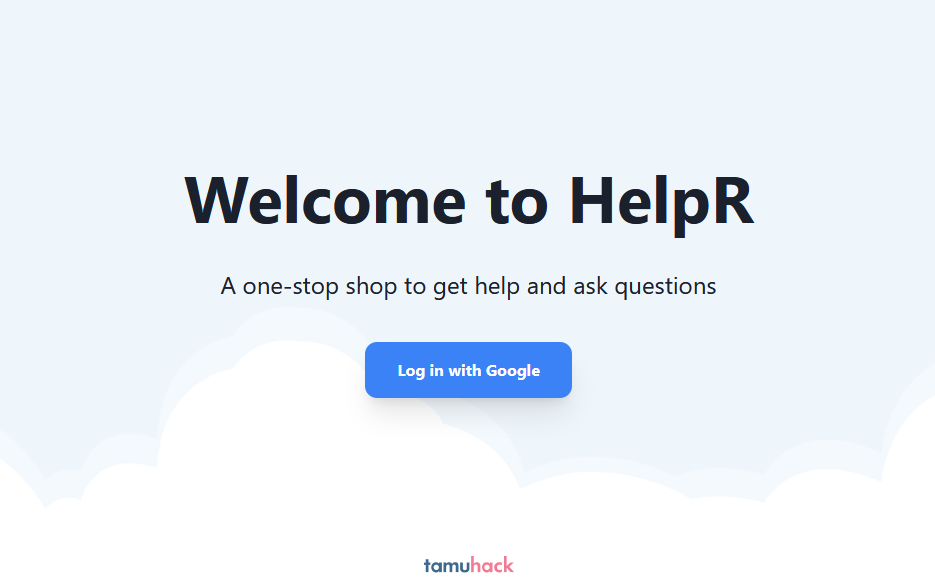 Welcome to HelpR
A one-stop shop to get help and ask questions
Log in with Google
tamuhack